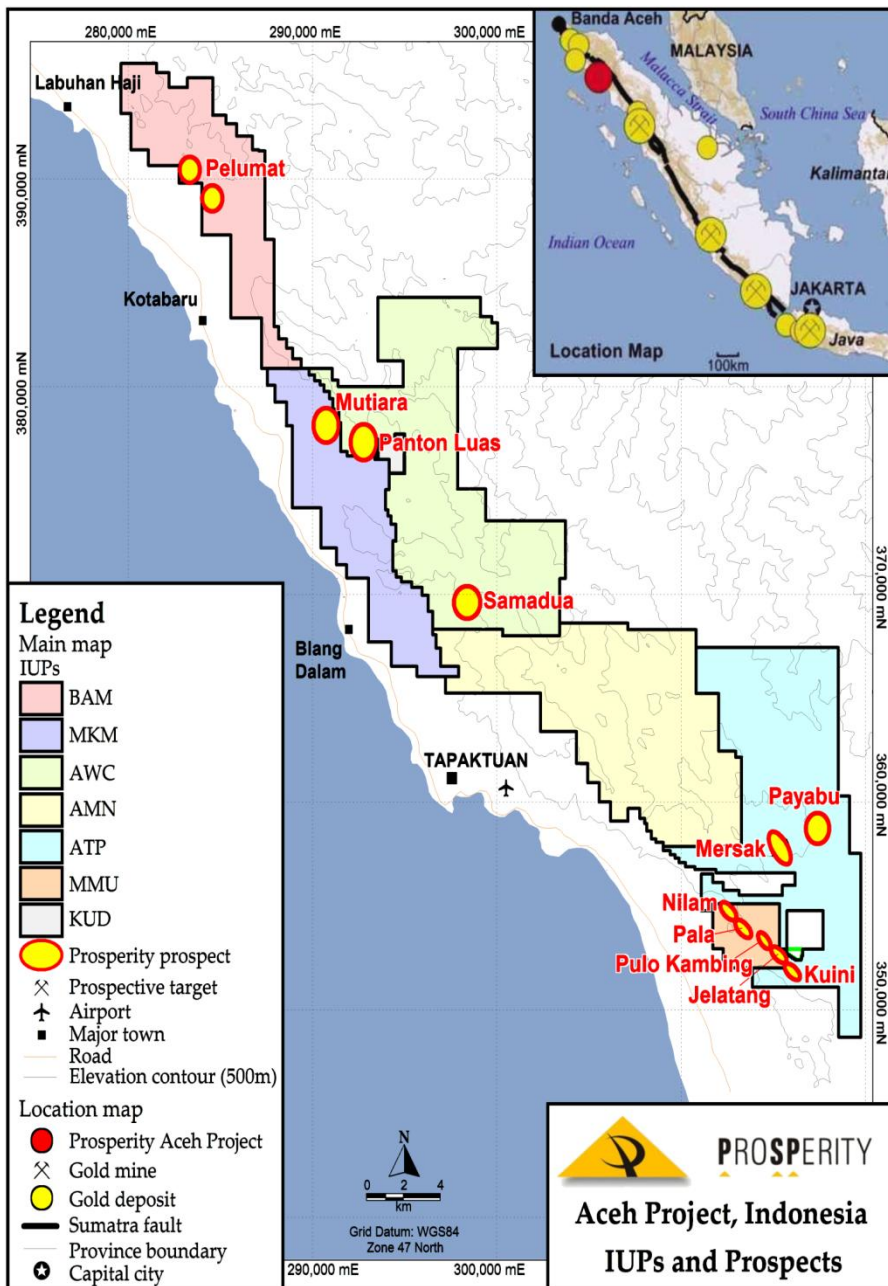 280,000 mE
290,000 mE
300,000 mE
Labuhan Haji
390,000 mN
390,000 mN
Pelumat
Kotabaru
380,000 mN
380,000 mN
Mutiara
Panton Luas
370,000 mN
Samadua
Blang
Dalam
TAPAKTUAN
360,000 mN
Payabu
Mersak
Nilam
Pala
Pulo Kambing
Jelatang
Kuini
350,000 mN
Banda Aceh
MALAYSIA
Malacca Strait
South China Sea
Kalimantan
Indian Ocean
JAKARTA
Java
Location Map
100km
Legend
Main map
IUPs
BAM
MKM
AWC
AMN
ATP
MMU
KUD
Prosperity prospect
Prospective target
Airport
Major town
Road
Elevation contour (500m)
Location map
Prosperity Aceh Project
Gold mine
Gold deposit
Sumatra fault
Province boundary
Capital city
N
0 2 4
km
Grid Datum: WGS84
Zone 47 North
290,000 mE
300,000 mE
PROSPERITY
Aceh Project, Indonesia
IUPs and Prospects